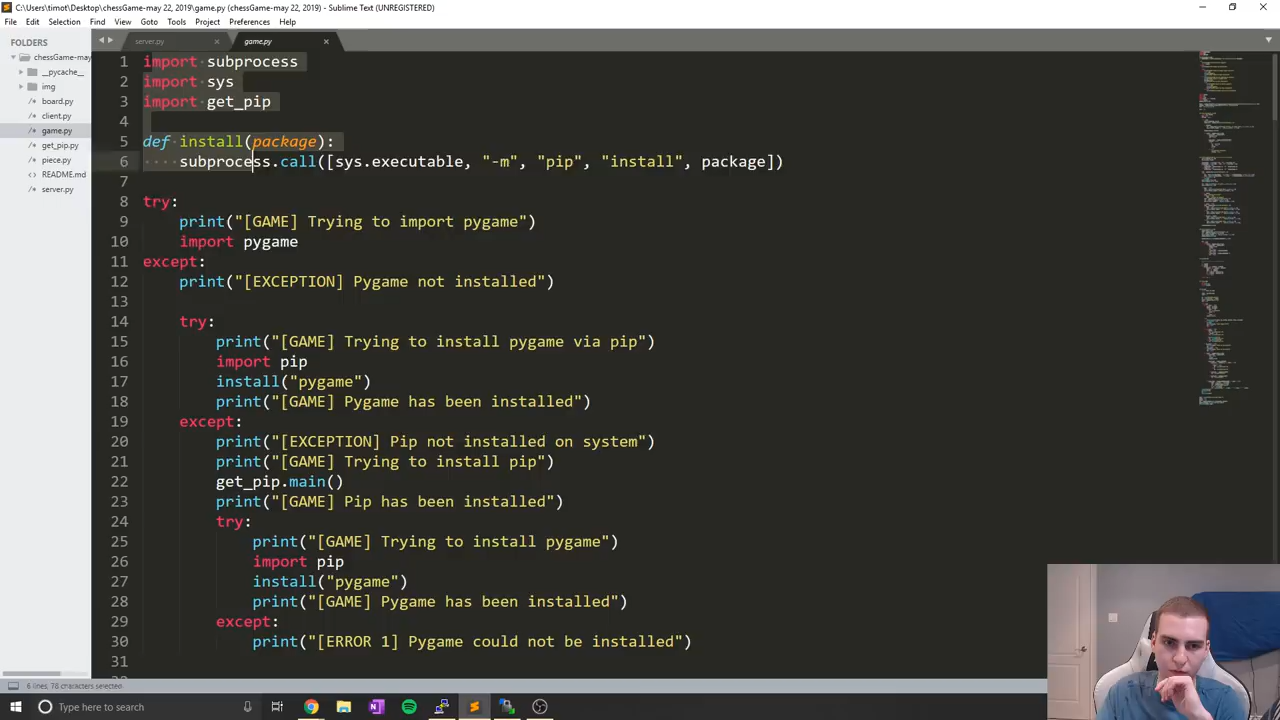 C:\Users\timot\Desktop\chessGame-may 22, 2019\game.py (chessGame-may 22, 2019) - Sublime Text (UNREGISTERED)
File Edit Selection Find View Goto Tools Project Preferences Help
FOLDERS
chessGame-may
__pycache__
img
board.py
client.py
game.py
get_pip.py
piece.py
README.md
server.py
server.py game.py
1 import subprocess
2 import sys
3 import get_pip
4
5 def install(package):
6 subprocess.call([sys.executable, "-m", "pip", "install", package])
7
8 try:
9 print("[GAME] Trying to import pygame")
10 import pygame
11 except:
12 print("[EXCEPTION] Pygame not installed")
13
14 try:
15 print("[GAME] Trying to install pygame via pip")
16 import pip
17 install("pygame")
18 print("[GAME] Pygame has been installed")
19 except:
20 print("[EXCEPTION] Pip not installed on system")
21 print("[GAME] Trying to install pip")
22 get_pip.main()
23 print("[GAME] Pip has been installed")
24 try:
25 print("[GAME] Trying to install pygame")
26 import pip
27 install("pygame")
28 print("[GAME] Pygame has been installed")
29 except:
30 print("[ERROR 1] Pygame could not be installed")
31
6 lines, 78 characters selected
Type here to search